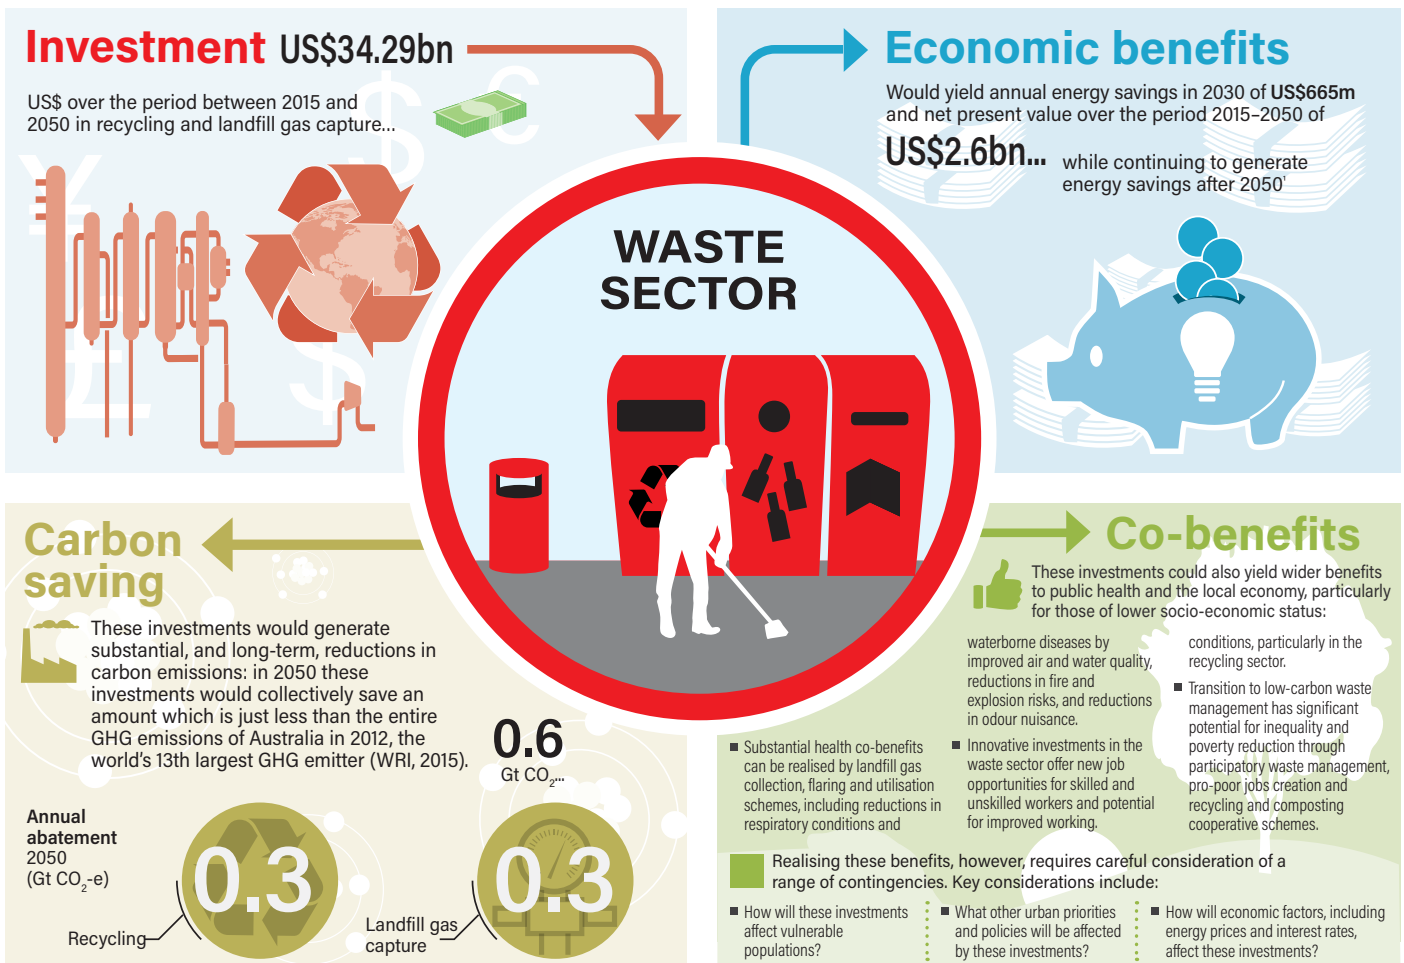 Investment US$34.29bn
US$ over the period between 2015 and
2050 in recycling and landfill gas capture...
Economic benefits
Would yield annual energy savings in 2030 of US$665m
and net present value over the period 2015–2050 of
US$2.6bn... while continuing to generate
energy savings after 2050¹
WASTE
SECTOR
Carbon
saving
These investments would generate
substantial, and long-term, reductions in
carbon emissions: in 2050 these
investments would collectively save an
amount which is just less than the entire
GHG emissions of Australia in 2012, the
world's 13th largest GHG emitter (WRI, 2015).
0.6
Gt CO₂...
Annual
abatement
2050
(Gt CO₂-e)
0.3
Recycling
0.3
Landfill gas
capture
Co-benefits
These investments could also yield wider benefits
to public health and the local economy, particularly
for those of lower socio-economic status:
■ Substantial health co-benefits
can be realised by landfill gas
collection, flaring and utilisation
schemes, including reductions in
respiratory conditions and
waterborne diseases by
improved air and water quality,
reductions in fire and
explosion risks, and reductions
in odour nuisance.
■ Innovative investments in the
waste sector offer new job
opportunities for skilled and
unskilled workers and potential
for improved working.
conditions, particularly in the
recycling sector.
■ Transition to low-carbon waste
management has significant
potential for inequality and
poverty reduction through
participatory waste management,
pro-poor jobs creation and
recycling and composting
cooperative schemes.
Realising these benefits, however, requires careful consideration of a
range of contingencies. Key considerations include:
■ How will these investments
affect vulnerable
populations?
■ What other urban priorities
and policies will be affected
by these investments?
■ How will economic factors, including
energy prices and interest rates,
affect these investments?